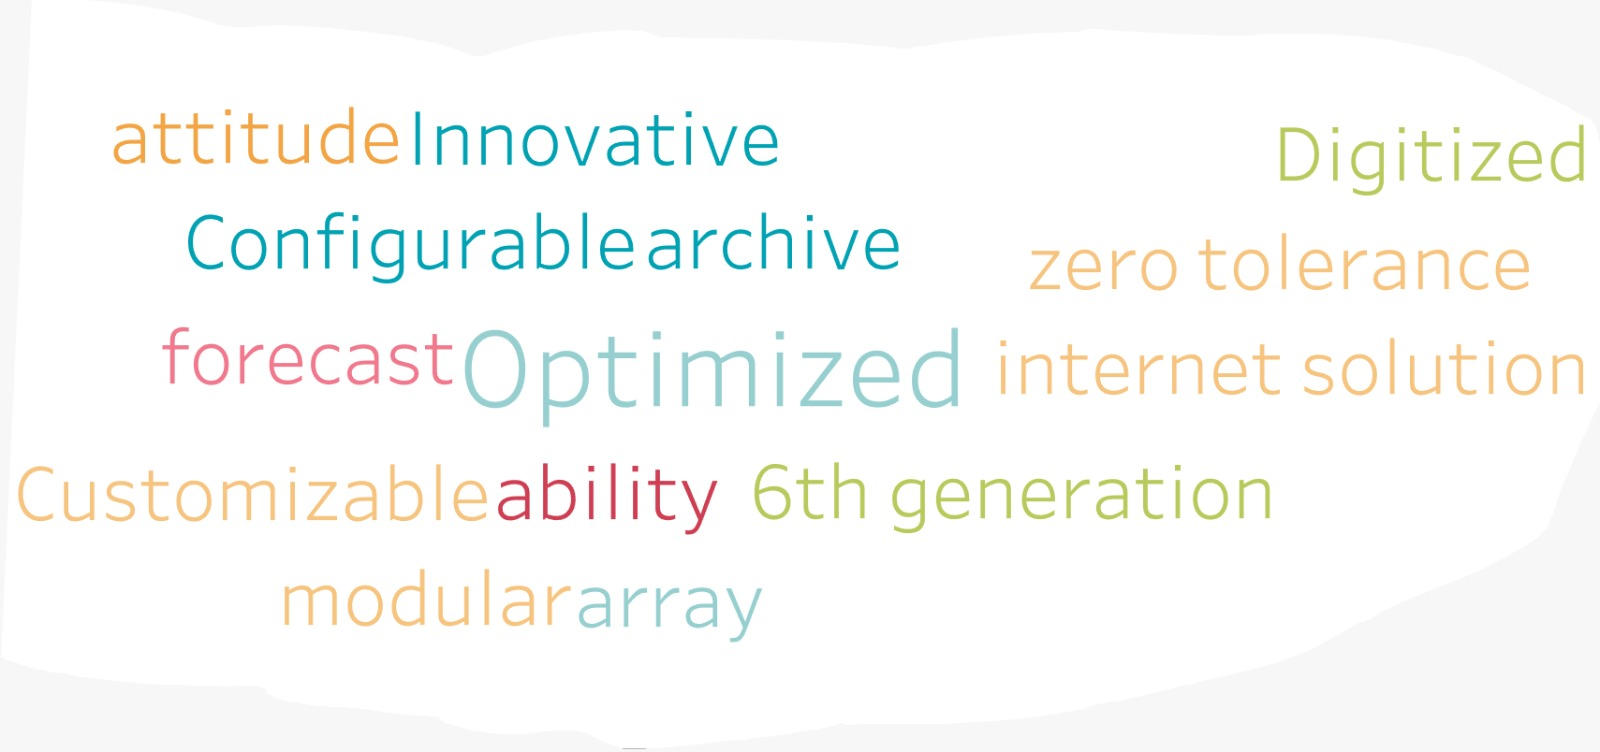 attitude Innovative Digitized
Configurable archive zero tolerance
forecast Optimized internet solution
Customizable ability 6th generation
modular array